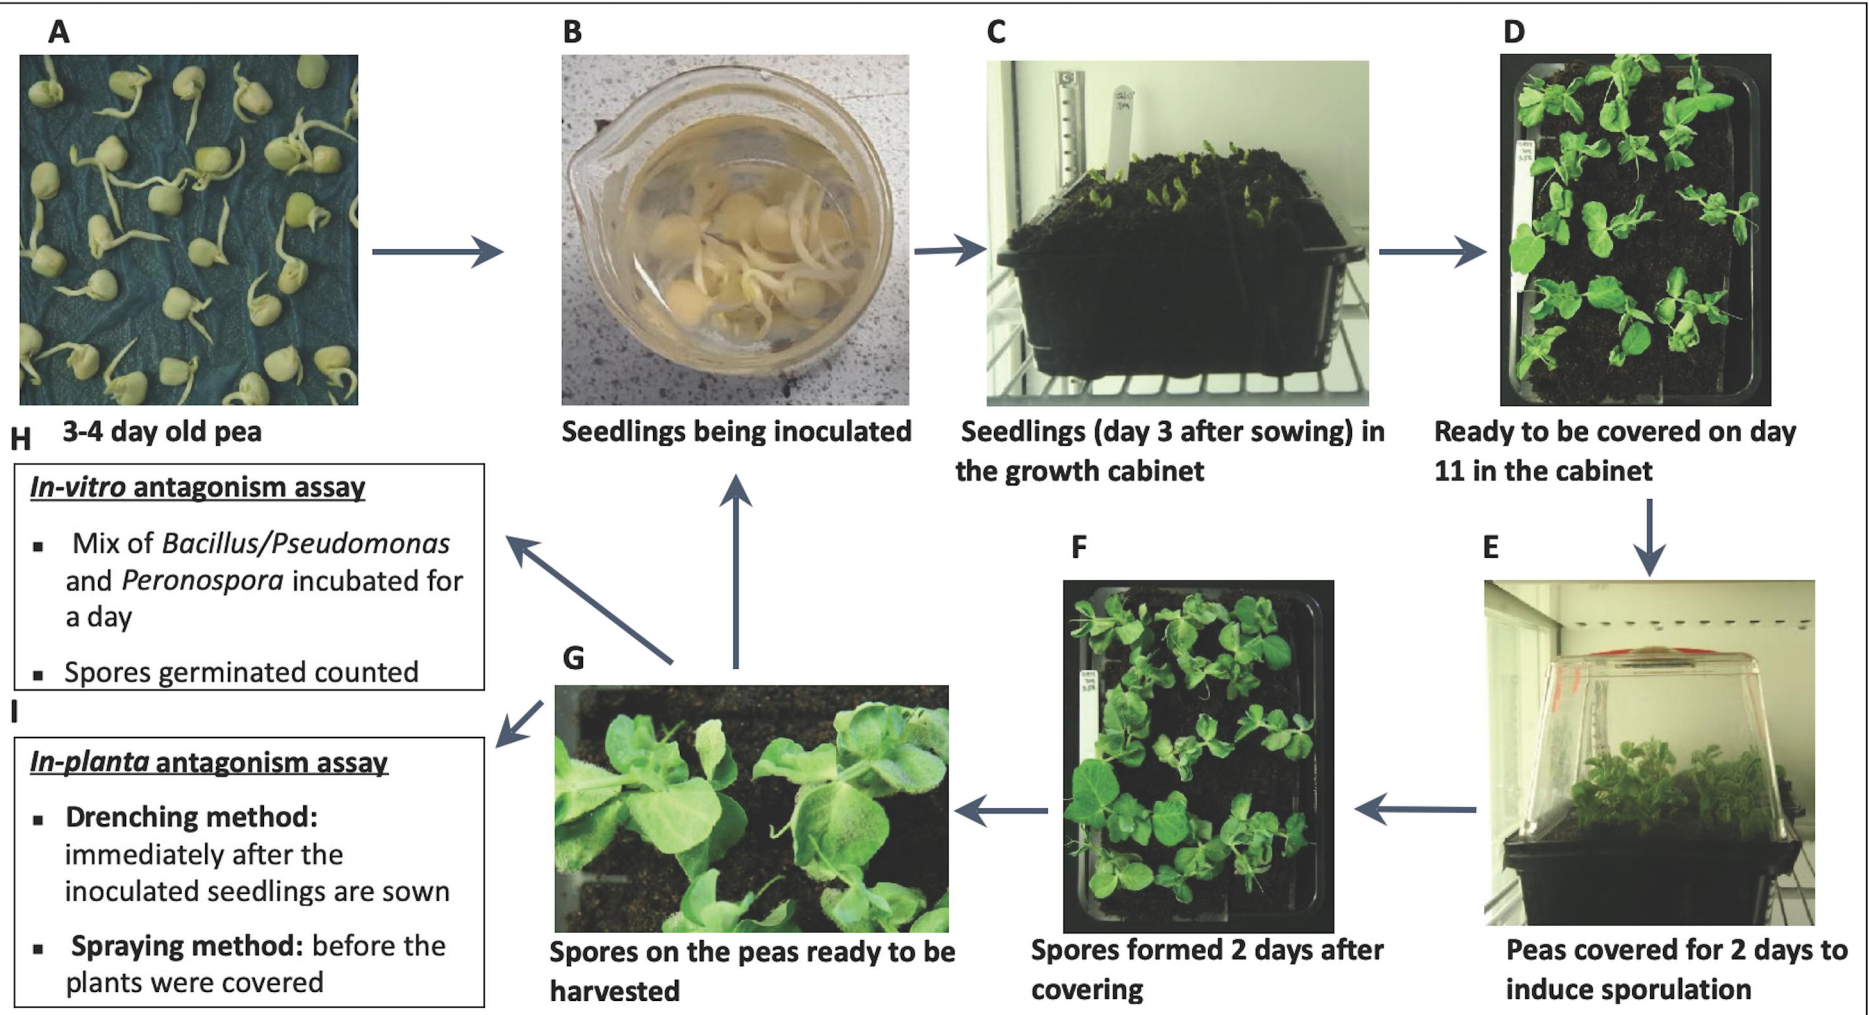 A
B
C
D
3-4 day old pea
Seedlings being inoculated
Seedlings (day 3 after sowing) in
the growth cabinet
Ready to be covered on day
11 in the cabinet
H
In-vitro antagonism assay
▪ Mix of Bacillus/Pseudomonas
and Peronospora incubated for
a day
▪ Spores germinated counted
I
In-planta antagonism assay
▪ Drenching method:
immediately after the
inoculated seedlings are sown
▪ Spraying method: before the
plants were covered
G
Spores on the peas ready to be
harvested
F
Spores formed 2 days after
covering
E
Peas covered for 2 days to
induce sporulation